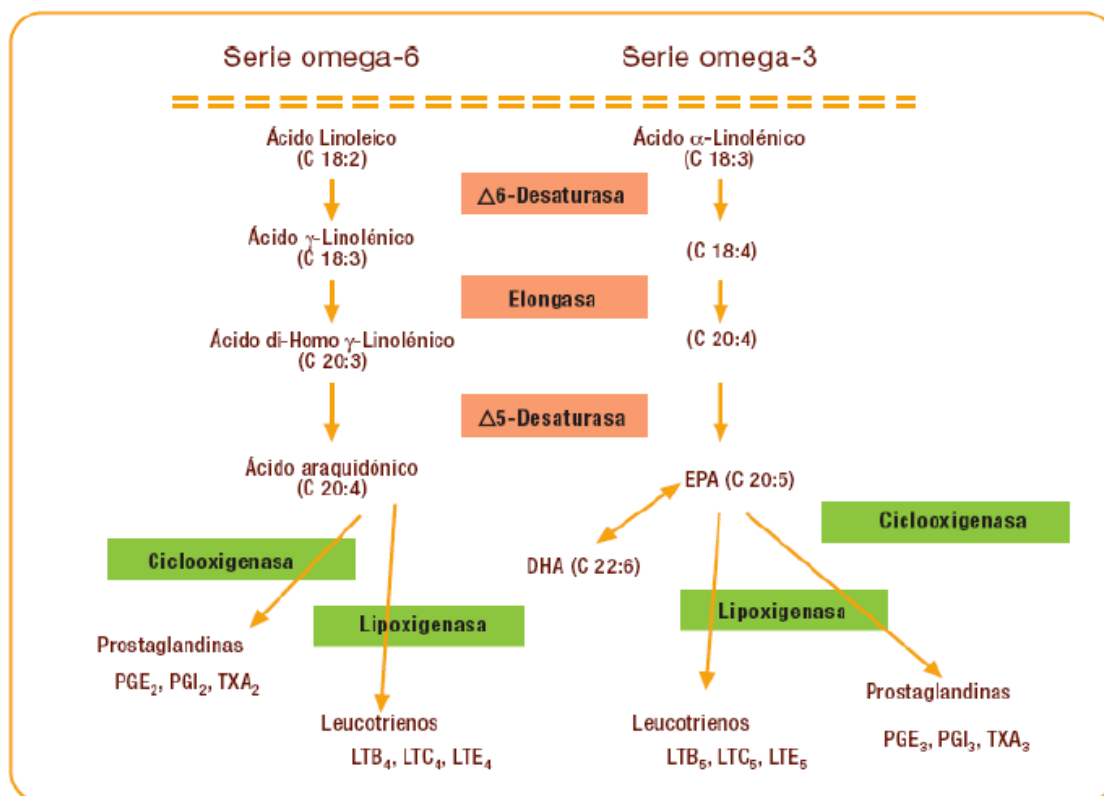 Serie omega-6
Serie omega-3
Ácido Linoleico
(C 18:2)
Ácido α-Linolénico
(C 18:3)
△6-Desaturasa
Ácido γ-Linolénico
(C 18:3)
(C 18:4)
Elongasa
Ácido di-Homo γ-Linolénico
(C 20:3)
(C 20:4)
△5-Desaturasa
Ácido araquidónico
(C 20:4)
EPA (C 20:5)
Ciclooxigenasa
Ciclooxigenasa
DHA (C 22:6)
Lipoxigenasa
Lipoxigenasa
Prostaglandinas
PGE₂, PGI₂, TXA₂
Prostaglandinas
PGE₃, PGI₃, TXA₃
Leucotrienos
LTB₄, LTC₄, LTE₄
Leucotrienos
LTB₅, LTC₅, LTE₅